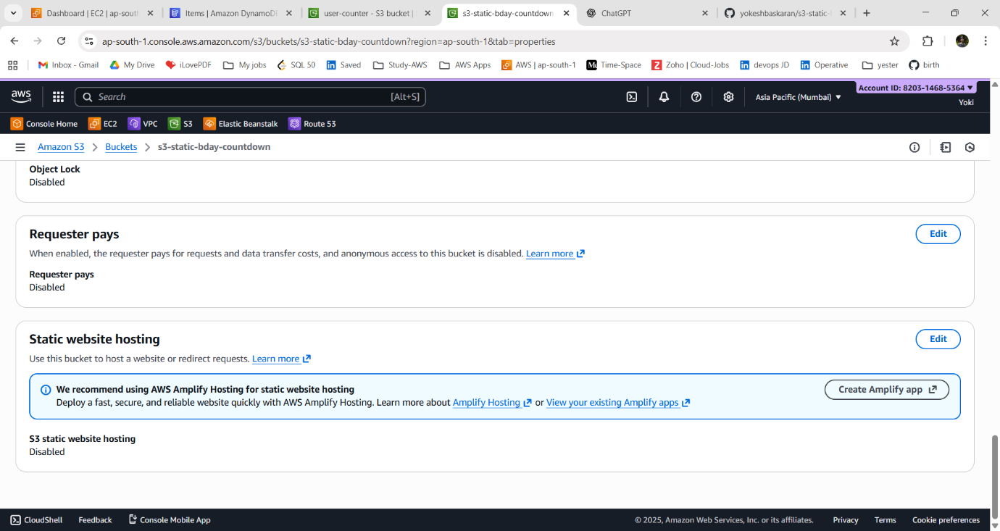 Dashboard | EC2 | ap-sout
Items | Amazon DynamoD
user-counter - S3 bucket |
s3-static-bday-countdown
ChatGPT
yokeshbaskaran/s3-static-
ap-south-1.console.aws.amazon.com/s3/buckets/s3-static-bday-countdown?region=ap-south-1&tab=properties
Inbox - Gmail
My Drive
iLovePDF
My jobs
SQL 50
Saved
Study-AWS
AWS Apps
AWS | ap-south-1
Time-Space
Zoho | Cloud-Jobs
devops JD
Operative
yester
birth
aws
Search
[Alt+S]
Asia Pacific (Mumbai)
Account ID: 8203-1468-5364
Yoki
Console Home
EC2
VPC
S3
Elastic Beanstalk
Route 53
Amazon S3
Buckets
s3-static-bday-countdown
Object Lock
Disabled
Requester pays
Edit
When enabled, the requester pays for requests and data transfer costs, and anonymous access to this bucket is disabled. Learn more
Requester pays
Disabled
Static website hosting
Edit
Use this bucket to host a website or redirect requests. Learn more
We recommend using AWS Amplify Hosting for static website hosting
Create Amplify app
Deploy a fast, secure, and reliable website quickly with AWS Amplify Hosting. Learn more about Amplify Hosting or View your existing Amplify apps
S3 static website hosting
Disabled
CloudShell
Feedback
Console Mobile App
© 2025, Amazon Web Services, Inc. or its affiliates.
Privacy
Terms
Cookie preferences